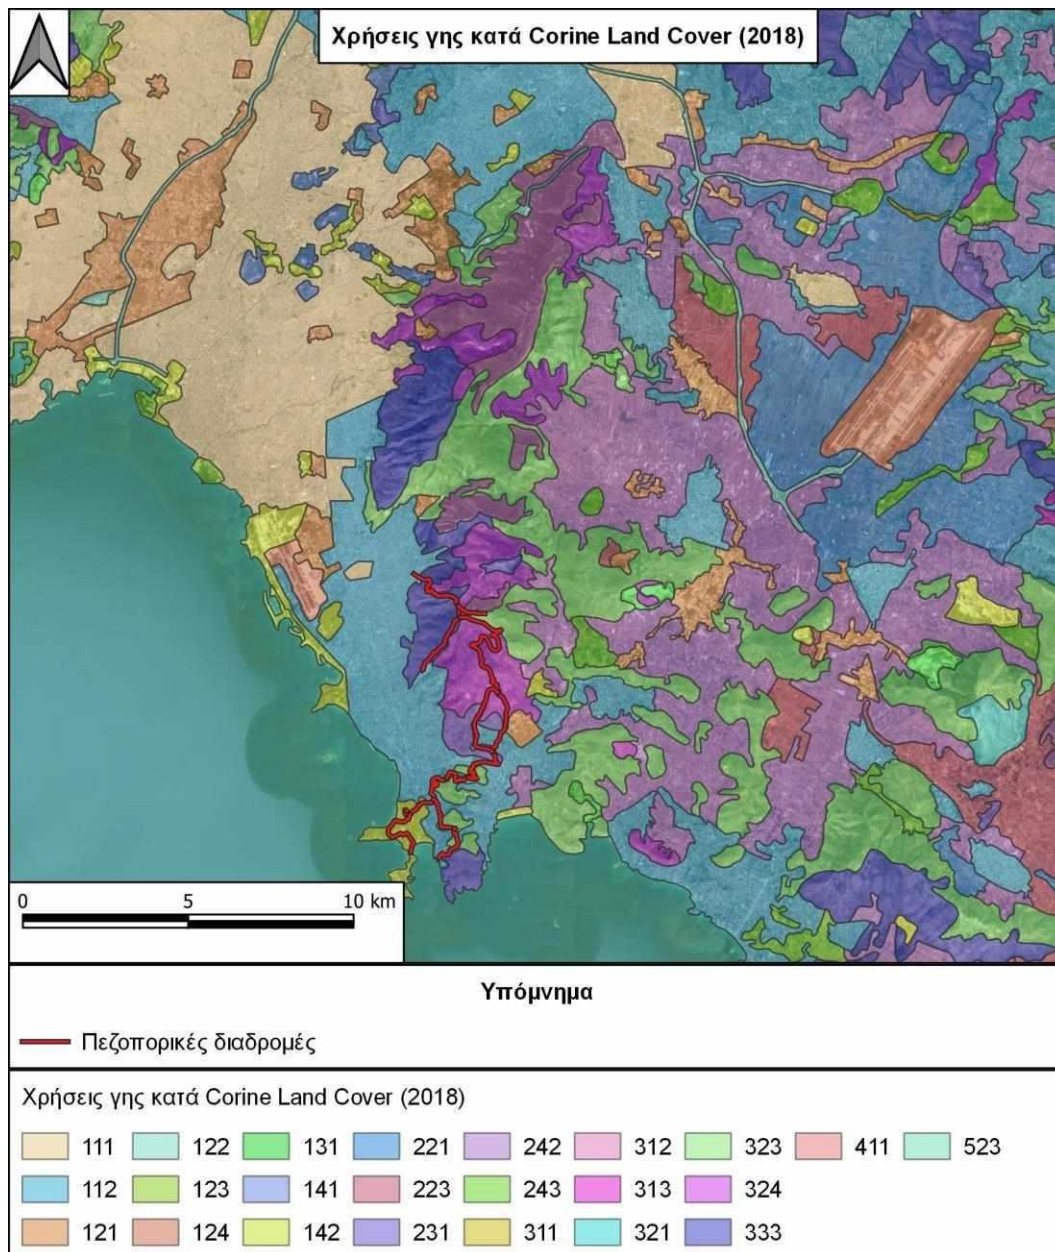 Χρήσεις γης κατά Corine Land Cover (2018)
0 5 10 km
Υπόμνημα
Πεζοπορικές διαδρομές
Χρήσεις γης κατά Corine Land Cover (2018)
111 122 131 221 242 312 323 411 523
112 123 141 223 243 313 324
121 124 142 231 311 321 333